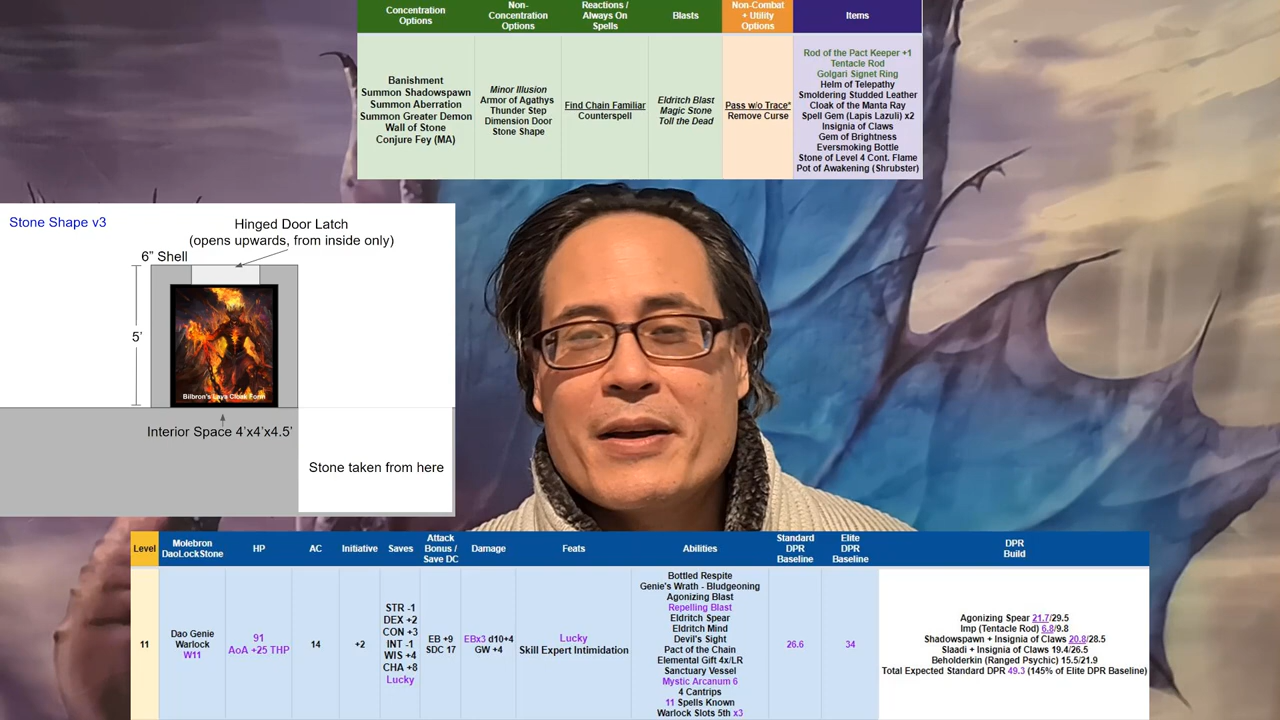 Concentration
Options
Non-
Concentration
Options
Reactions /
Always On
Spells
Blasts
Non-Combat
+ Utility
Options
Items
Banishment
Summon Shadowspawn
Summon Aberration
Summon Greater Demon
Wall of Stone
Conjure Fey (MA)
Minor Illusion
Armor of Agathys
Thunder Step
Dimension Door
Stone Shape
Find Chain Familiar
Counterspell
Eldritch Blast
Magic Stone
Toll the Dead
Pass w/o Trace*
Remove Curse
Rod of the Pact Keeper +1
Tentacle Rod
Golgari Signet Ring
Helm of Telepathy
Smoldering Studded Leather
Cloak of the Manta Ray
Spell Gem (Lapis Lazuli) x2
Insignia of Claws
Gem of Brightness
Eversmoking Bottle
Stone of Level 4 Cont. Flame
Pot of Awakening (Shrubster)
Stone Shape v3
Hinged Door Latch
(opens upwards, from inside only)
6” Shell
5’
Bilbron's Lava Cloak Form
Interior Space 4’x4’x4.5’
Stone taken from here
Level
Molebron
DaoLockStone
HP
AC
Initiative
Saves
Attack
Bonus /
Save DC
Damage
Feats
Abilities
Standard
DPR
Baseline
Elite
DPR
Baseline
DPR
Build
11
Dao Genie
Warlock
W11
91
AoA +25 THP
14
+2
STR -1
DEX +2
CON +3
INT -1
WIS +4
CHA +8
Lucky
EB +9
SDC 17
EBx3 d10+4
GW +4
Lucky
Skill Expert Intimidation
Bottled Respite
Genie's Wrath - Bludgeoning
Agonizing Blast
Repelling Blast
Eldritch Spear
Eldritch Mind
Devil's Sight
Pact of the Chain
Elemental Gift 4x/LR
Sanctuary Vessel
Mystic Arcanum 6
4 Cantrips
11 Spells Known
Warlock Slots 5th x3
26.6
34
Agonizing Spear 21.7/29.5
Imp (Tentacle Rod) 6.8/9.8
Shadowspawn + Insignia of Claws 20.8/28.5
Slaadi + Insignia of Claws 19.4/26.5
Beholderkin (Ranged Psychic) 15.5/21.9
Total Expected Standard DPR 49.3 (145% of Elite DPR Baseline)